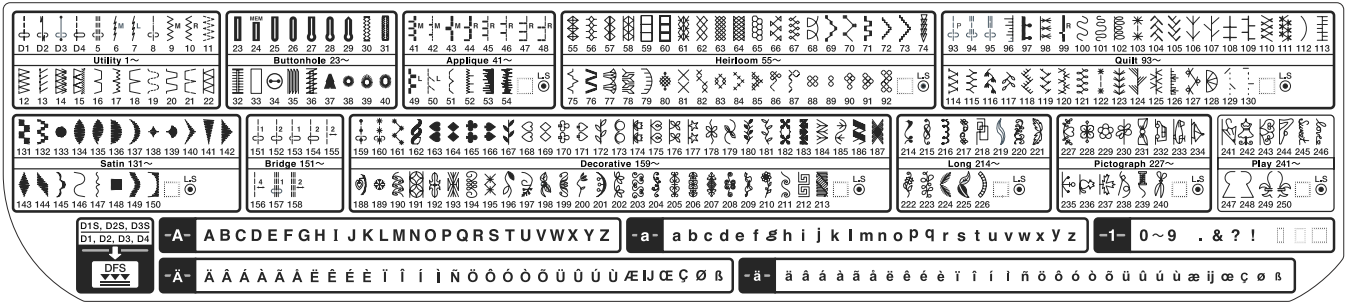 P R M L M R MEM M R M R M R R P R L.S
D1 D2 D3 D4 5 6 7 8 9 10 11 23 24 25 26 27 28 29 30 31 41 42 43 44 45 46 47 48 55 56 57 58 59 60 61 62 63 64 65 66 67 68 69 70 71 72 73 74 93 94 95 96 97 98 99 100 101 102 103 104 105 106 107 108 109 110 111 112 113
Utility 1~ Buttonhole 23~ Applique 41~ Heirloom 55~ Quilt 93~
12 13 14 15 16 17 18 19 20 21 22 32 33 34 35 36 37 38 39 40 49 50 51 52 53 54 75 76 77 78 79 80 81 82 83 84 85 86 87 88 89 90 91 92 114 115 116 117 118 119 120 121 122 123 124 125 126 127 128 129 130
131 132 133 134 135 136 137 138 139 140 141 142 151 152 153 154 155 159 160 161 162 163 164 165 166 167 168 169 170 171 172 173 174 175 176 177 178 179 180 181 182 183 184 185 186 187 214 215 216 217 218 219 220 221 227 228 229 230 231 232 233 234 241 242 243 244 245 246
Satin 131~ Bridge 151~ Decorative 159~ Long 214~ Pictograph 227~ Play 241~
143 144 145 146 147 148 149 150 156 157 158 188 189 190 191 192 193 194 195 196 197 198 199 200 201 202 203 204 205 206 207 208 209 210 211 212 213 222 223 224 225 226 235 236 237 238 239 240 247 248 249 250
D1S, D2S, D3S
D1, D2, D3, D4
DFS
-A- A B C D E F G H I J K L M N O P Q R S T U V W X Y Z -a- a b c d e f g h i j k l m n o p q r s t u v w x y z -1- 0~9 . & ? !
-Ä- Ä Â Á À Ã Å Ë Ê É È Ï Î Í Ì Ñ Ö Ô Ó Ò Õ Ü Û Ú Ù Æ IJ Œ Ç Ø ß -ä- ä â á à ã å ë ê é è ï î í ì ñ ö ô ó ò õ ü û ú ù æ ij œ ç ø ß